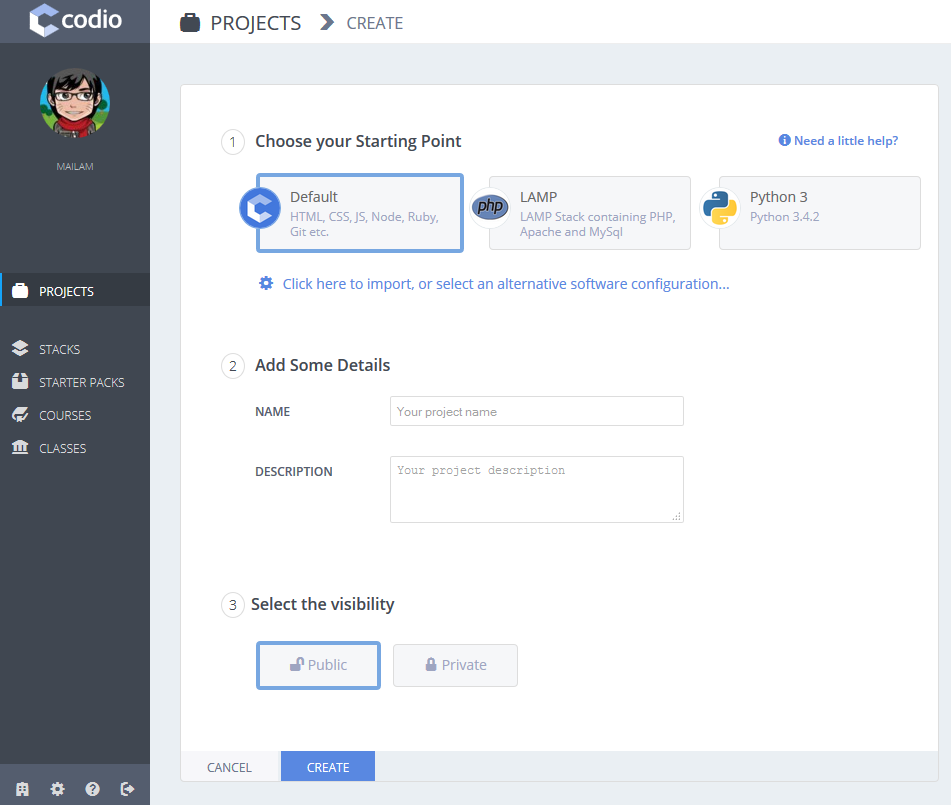 codio
PROJECTS
CREATE
MAILAM
PROJECTS
STACKS
STARTER PACKS
COURSES
CLASSES
1 Choose your Starting Point
Need a little help?
Default
HTML, CSS, JS, Node, Ruby,
Git etc.
php
LAMP
LAMP Stack containing PHP,
Apache and MySql
Python 3
Python 3.4.2
Click here to import, or select an alternative software configuration...
2 Add Some Details
NAME
Your project name
DESCRIPTION
Your project description
3 Select the visibility
Public
Private
CANCEL
CREATE